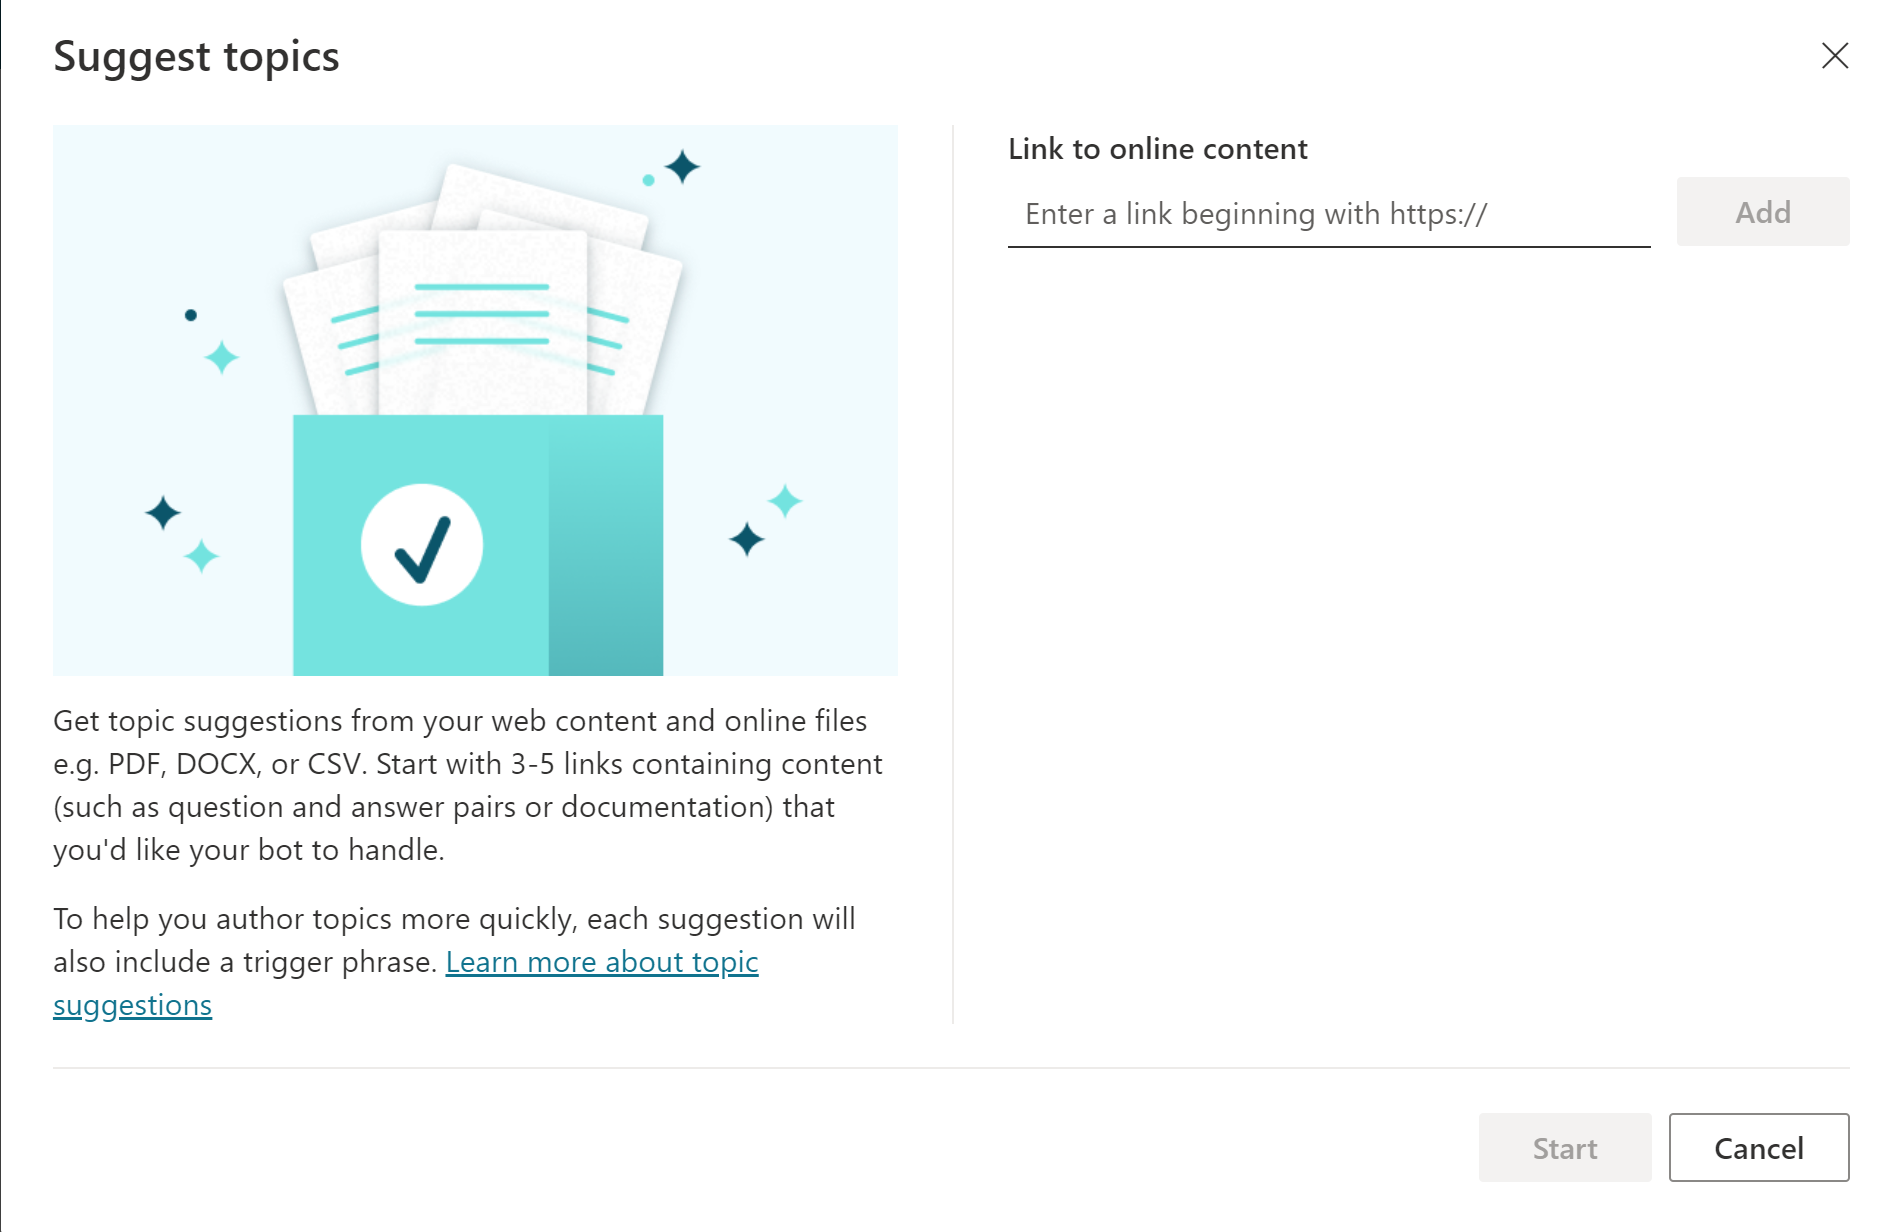 Suggest topics
Get topic suggestions from your web content and online files
e.g. PDF, DOCX, or CSV. Start with 3-5 links containing content
(such as question and answer pairs or documentation) that
you'd like your bot to handle.
To help you author topics more quickly, each suggestion will
also include a trigger phrase. Learn more about topic
suggestions
Link to online content
Enter a link beginning with https://
Add
Start
Cancel